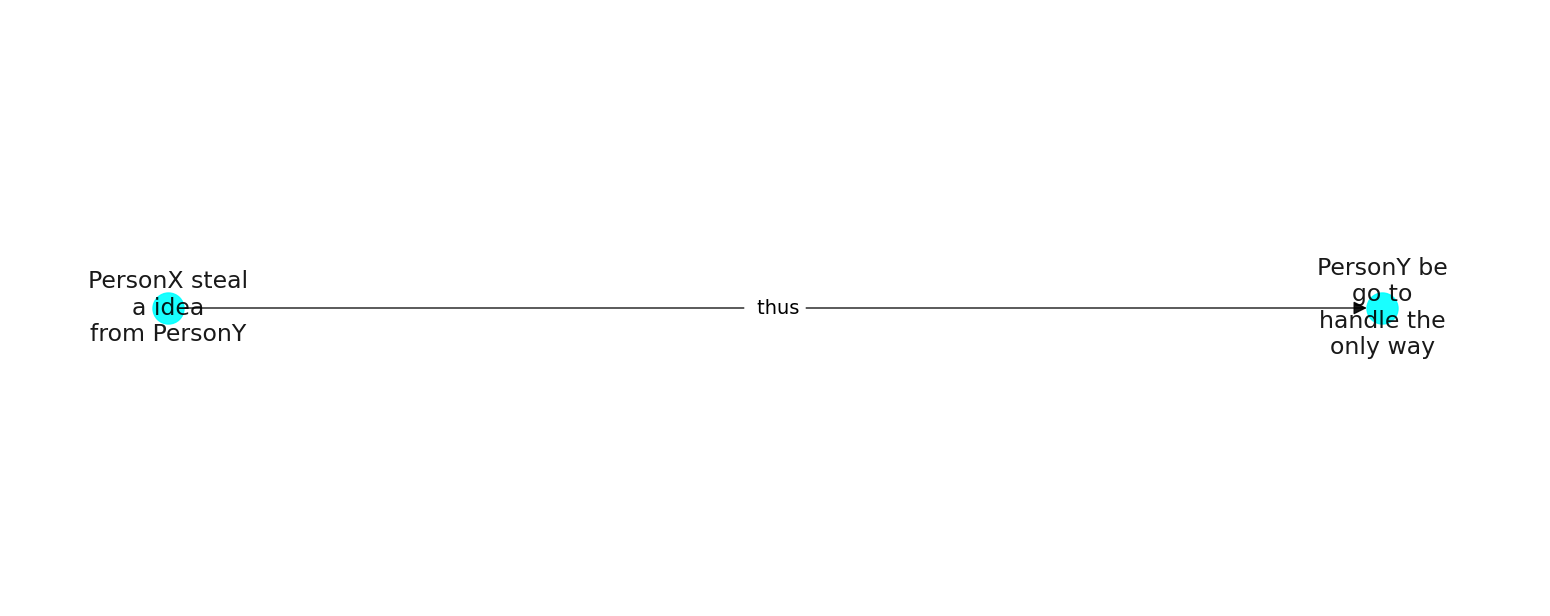 PersonX steal
a idea
from PersonY
thus
PersonY be
go to
handle the
only way